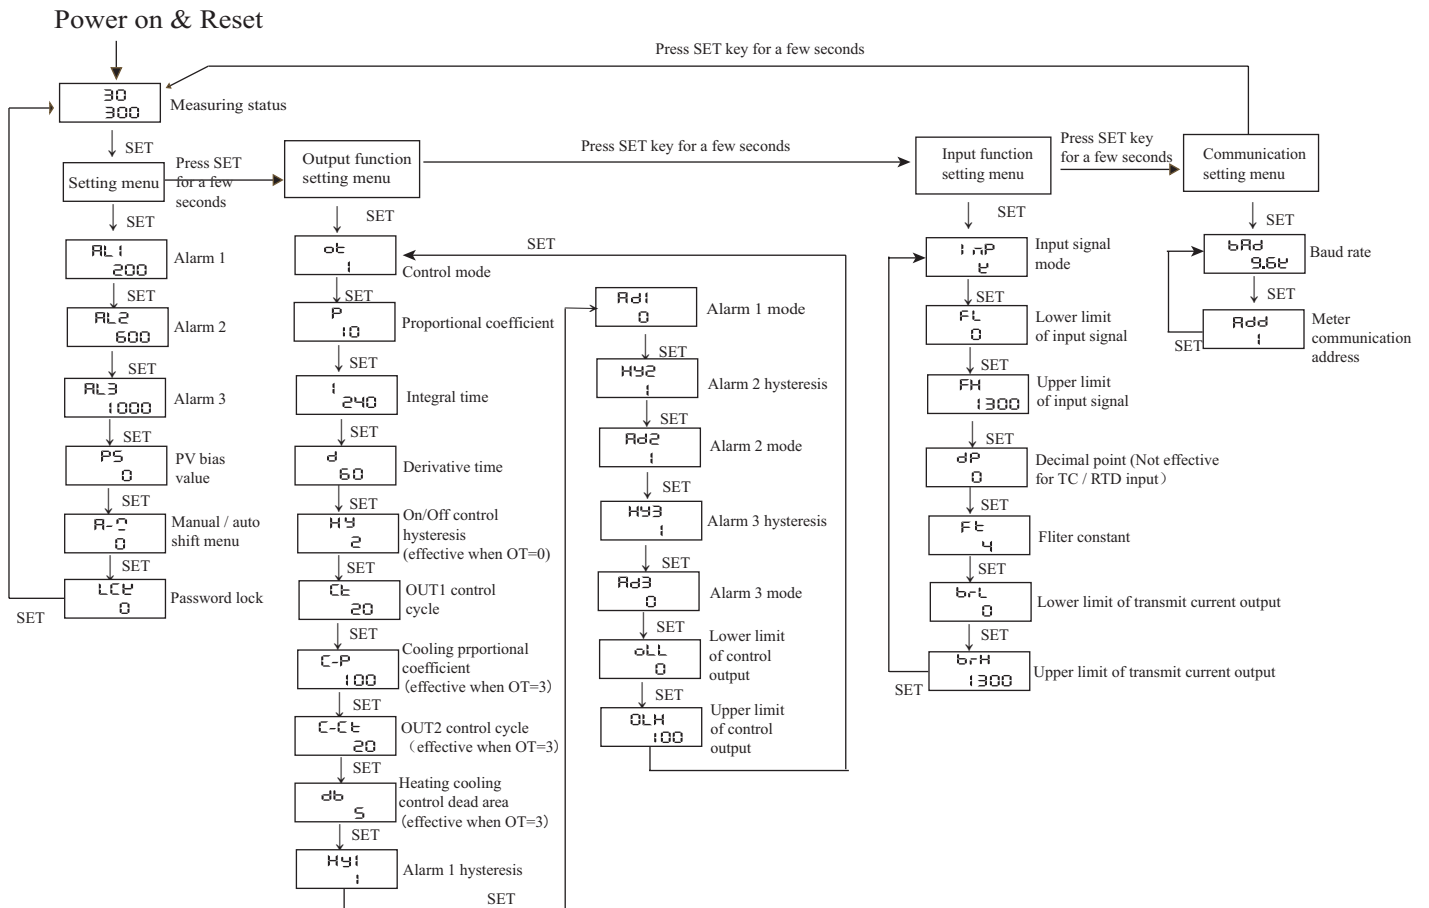 Power on & Reset
Press SET key for a few seconds
30
300
Measuring status
SET
Setting menu
Press SET
for a few
seconds
SET
AL1
200
Alarm 1
SET
AL2
600
Alarm 2
SET
AL3
1000
Alarm 3
SET
PS
0
PV bias
value
SET
0
Manual / auto
shift menu
SET
LCK
0
Password lock
SET
Output function
setting menu
Press SET key for a few seconds
SET
ot
1
Control mode
SET
SET
P
10
Proportional coefficient
SET
I
240
Integral time
SET
d
60
Derivative time
SET
HY
2
On/Off control
hysteresis
(effective when OT=0)
SET
Ct
20
OUT1 control
cycle
SET
C-P
100
Cooling prportional
coefficient
(effective when OT=3)
SET
C-Ct
20
OUT2 control cycle
(effective when OT=3)
SET
db
5
Heating cooling
control dead area
(effective when OT=3)
SET
HY1
1
Alarm 1 hysteresis
SET
Ad1
0
Alarm 1 mode
SET
HY2
1
Alarm 2 hysteresis
SET
Ad2
1
Alarm 2 mode
SET
HY3
1
Alarm 3 hysteresis
SET
Ad3
0
Alarm 3 mode
SET
oLL
0
Lower limit
of control
output
SET
OLH
100
Upper limit
of control
output
Input function
setting menu
Press SET key
for a few seconds
SET
InP
K
Input signal
mode
SET
FL
0
Lower limit
of input signal
SET
FH
1300
Upper limit
of input signal
SET
dP
0
Decimal point (Not effective
for TC / RTD input)
SET
Ft
4
Fliter constant
SET
brL
0
Lower limit of transmit current output
SET
brH
1300
Upper limit of transmit current output
SET
Communication
setting menu
SET
bAd
9.6K
Baud rate
SET
Add
1
Meter
communication
address
SET